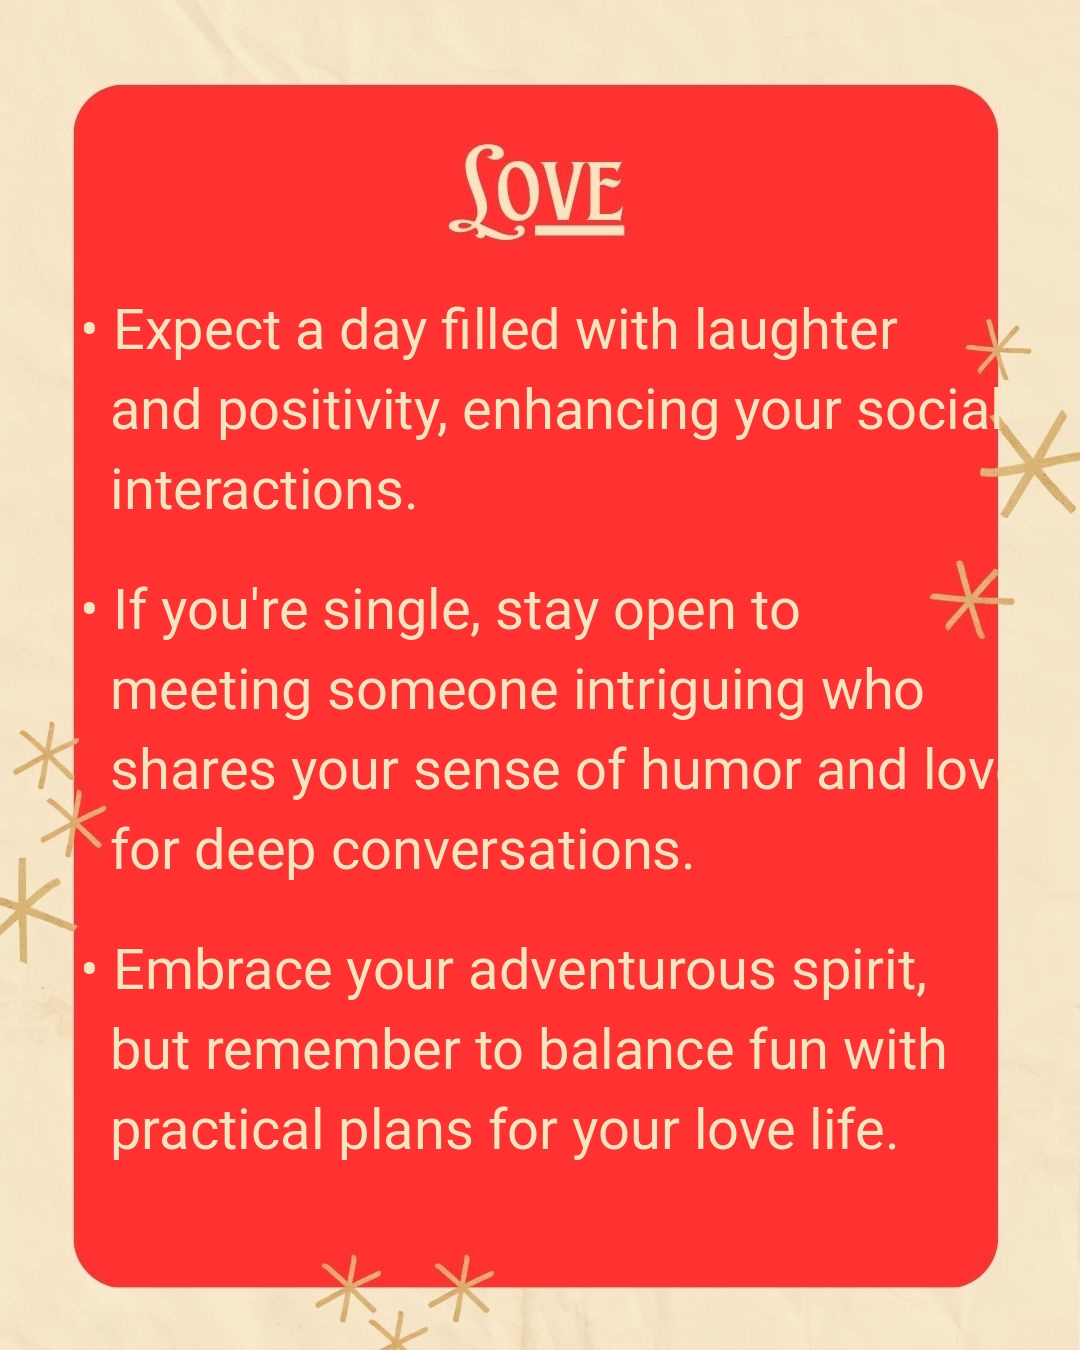 Love
• Expect a day filled with laughter
and positivity, enhancing your social
interactions.
• If you're single, stay open to
meeting someone intriguing who
shares your sense of humor and love
for deep conversations.
• Embrace your adventurous spirit,
but remember to balance fun with
practical plans for your love life.